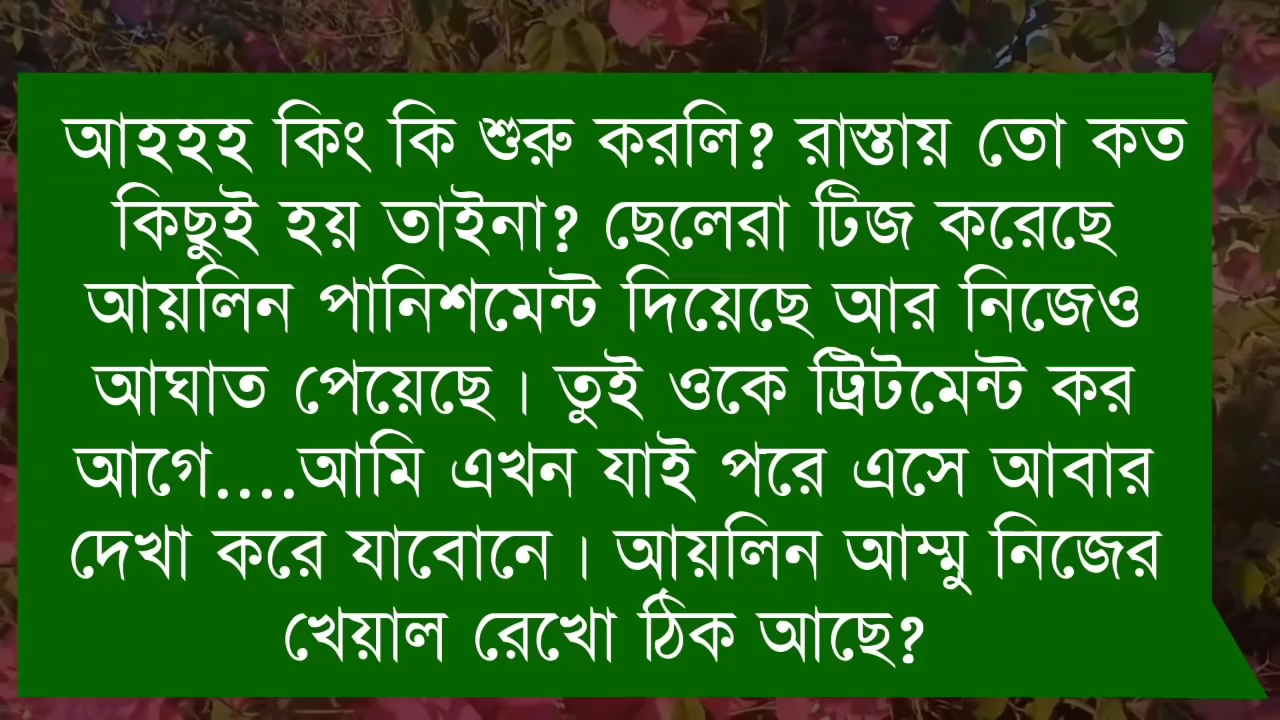 আহহহ কিং কি শুরু করলি? রাস্তায় তো কত
কিছুই হয় তাইনা? ছেলেরা টিজ করেছে
আয়লিন পানিশমেন্ট দিয়েছে আর নিজেও
আঘাত পেয়েছে। তুই ওকে ট্রিটমেন্ট কর
আগে....আমি এখন যাই পরে এসে আবার
দেখা করে যাবোনে। আয়লিন আম্মু নিজের
খেয়াল রেখো ঠিক আছে?